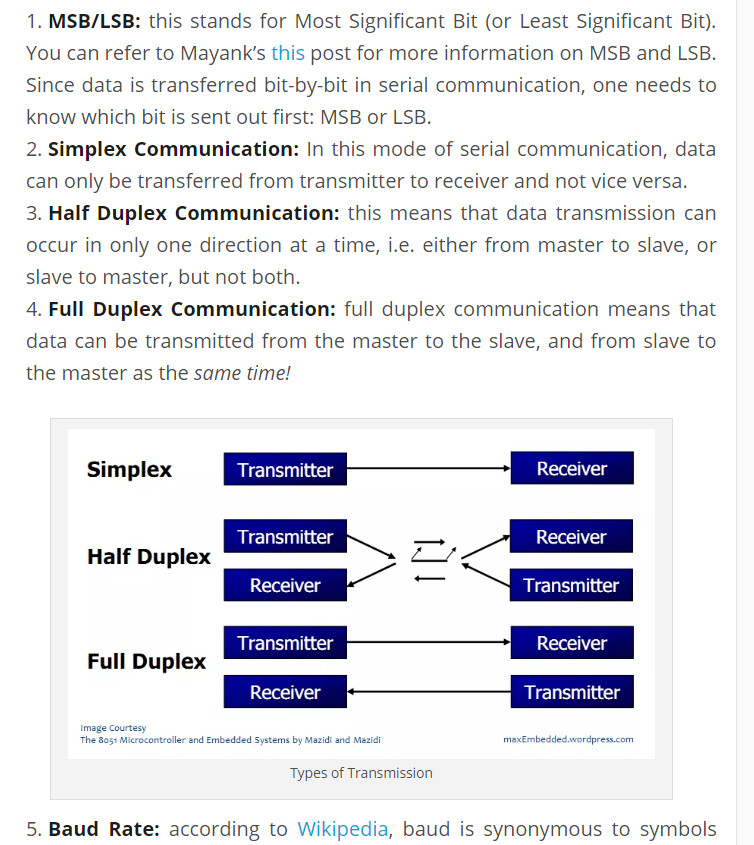 1. MSB/LSB: this stands for Most Significant Bit (or Least Significant Bit).
You can refer to Mayank’s this post for more information on MSB and LSB.
Since data is transferred bit-by-bit in serial communication, one needs to
know which bit is sent out first: MSB or LSB.
2. Simplex Communication: In this mode of serial communication, data
can only be transferred from transmitter to receiver and not vice versa.
3. Half Duplex Communication: this means that data transmission can
occur in only one direction at a time, i.e. either from master to slave, or
slave to master, but not both.
4. Full Duplex Communication: full duplex communication means that
data can be transmitted from the master to the slave, and from slave to
the master as the same time!
Simplex Transmitter Receiver
Transmitter Receiver
Half Duplex
Receiver Transmitter
Transmitter Receiver
Full Duplex
Receiver Transmitter
Image Courtesy
The 8051 Microcontroller and Embedded Systems by Mazidi and Mazidi maxEmbedded.wordpress.com
Types of Transmission
5. Baud Rate: according to Wikipedia, baud is synonymous to symbols